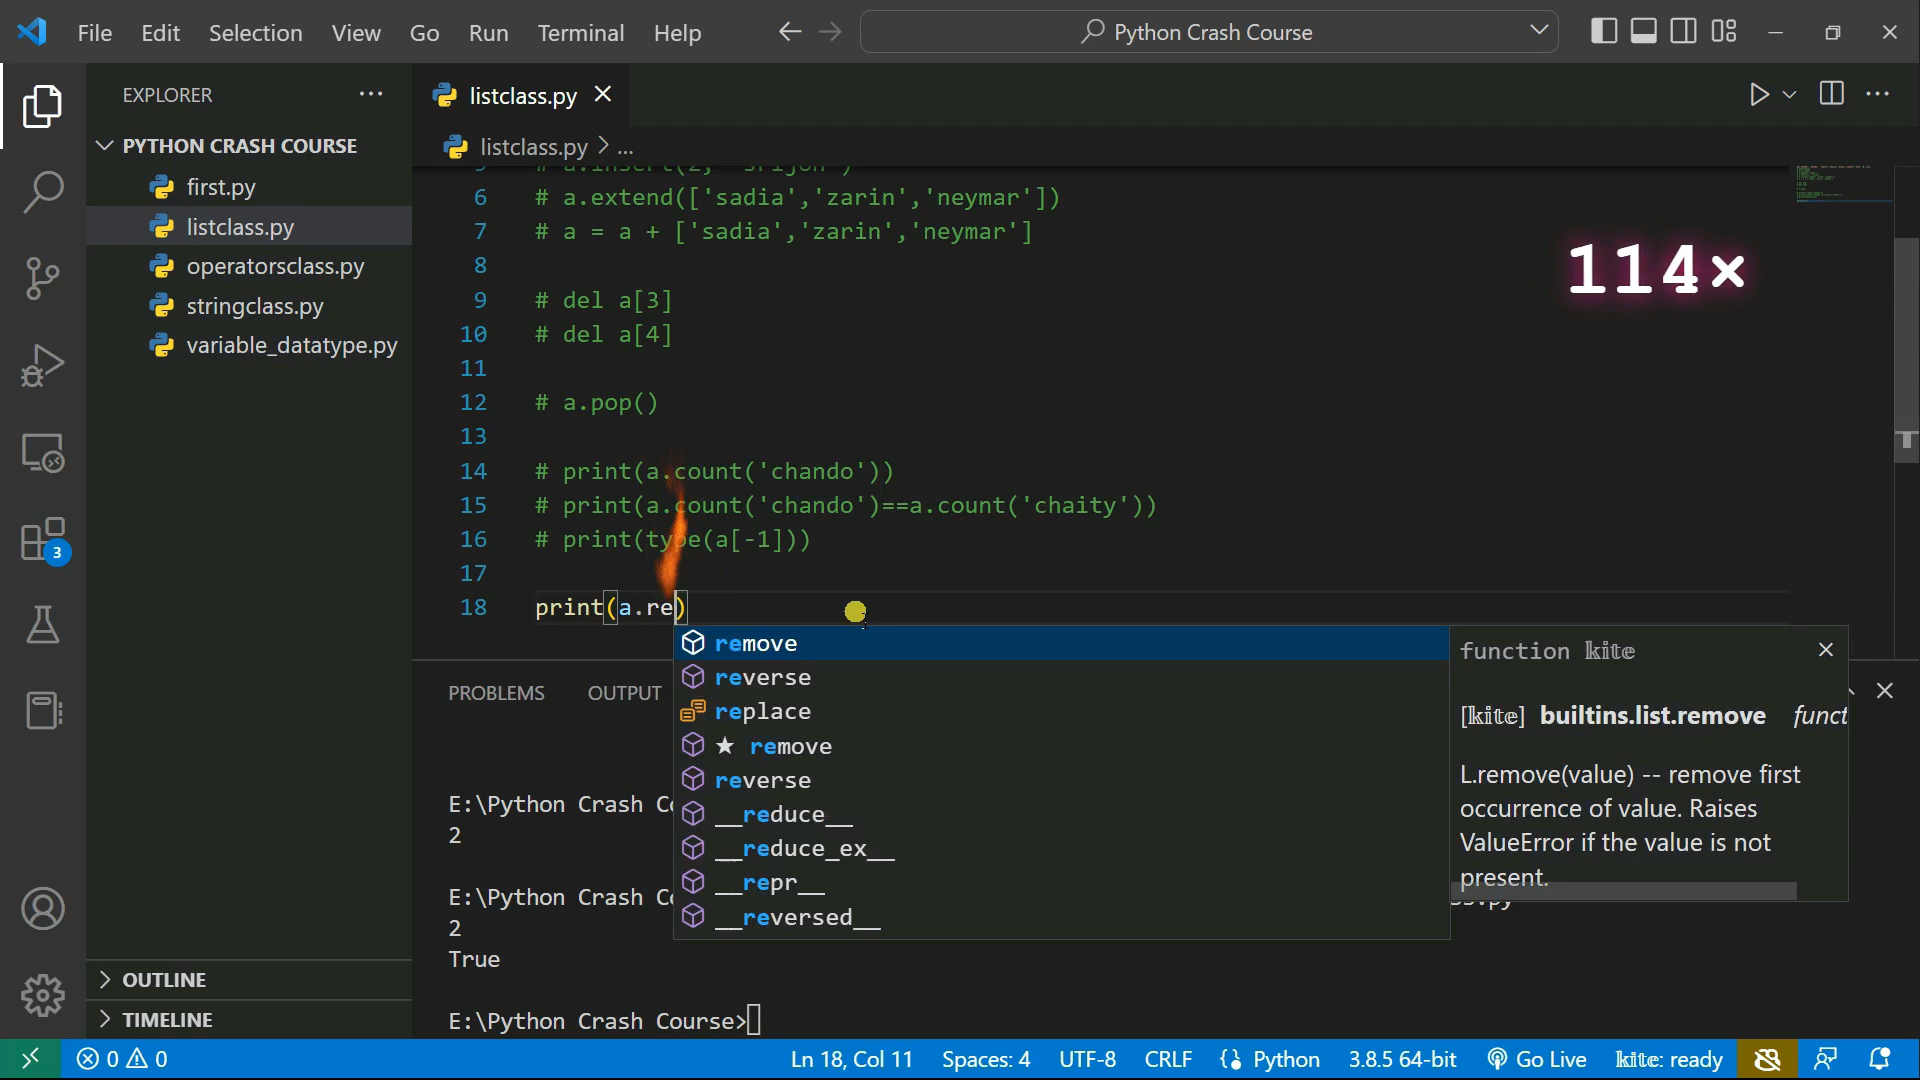 File Edit Selection View Go Run Terminal Help
Python Crash Course
EXPLORER
PYTHON CRASH COURSE
first.py
listclass.py
operatorsclass.py
stringclass.py
variable_datatype.py
OUTLINE
TIMELINE
3
listclass.py
listclass.py > ...
6 # a.extend(['sadia','zarin','neymar'])
7 # a = a + ['sadia','zarin','neymar']
8
9 # del a[3]
10 # del a[4]
11
12 # a.pop()
13
14 # print(a.count('chando'))
15 # print(a.count('chando')==a.count('chaity'))
16 # print(type(a[-1]))
17
18 print(a.re)
114×
remove
reverse
replace
★ remove
reverse
__reduce__
__reduce_ex__
__repr__
__reversed__
function kite
[kite] builtins.list.remove funct
L.remove(value) -- remove first
occurrence of value. Raises
ValueError if the value is not
present.
PROBLEMS OUTPUT
E:\Python Crash
2
E:\Python Crash
2
True
E:\Python Crash Course>
0 0 Ln 18, Col 11 Spaces: 4 UTF-8 CRLF Python 3.8.5 64-bit Go Live kite: ready